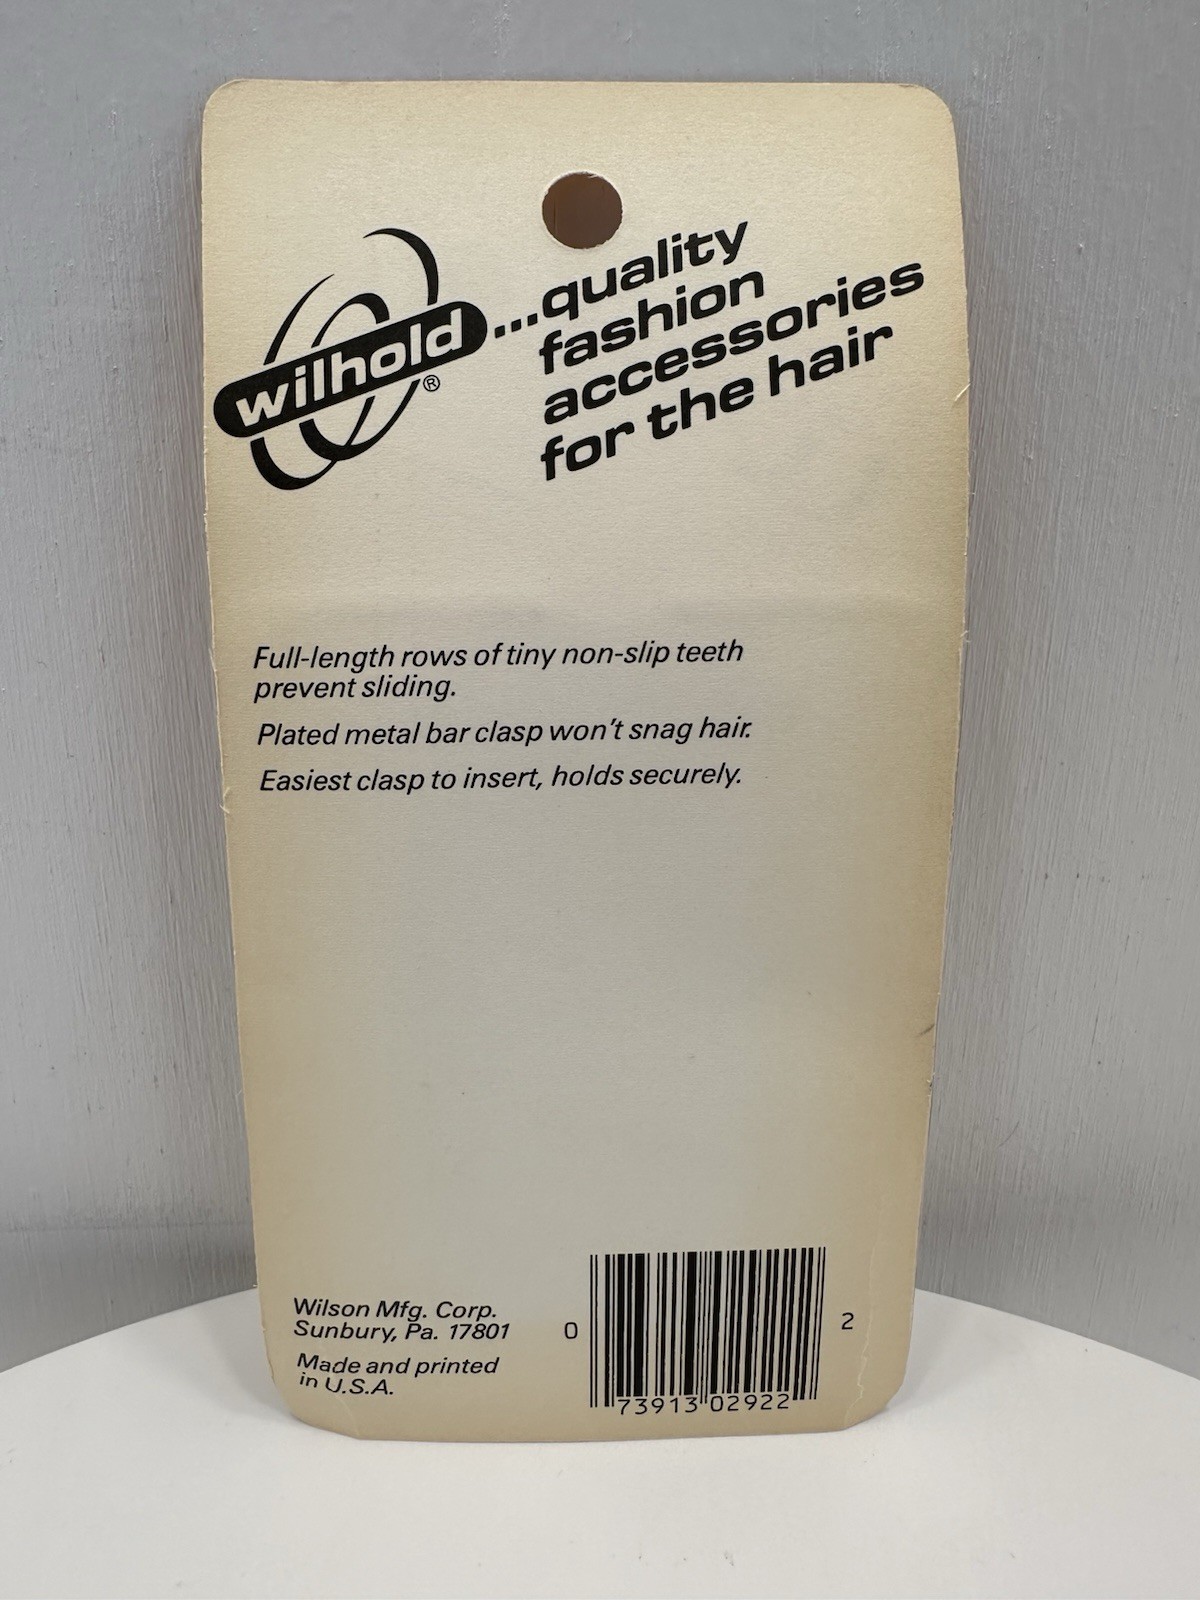 wilhold®
...quality
fashion
accessories
for the hair
Full-length rows of tiny non-slip teeth
prevent sliding.
Plated metal bar clasp won't snag hair.
Easiest clasp to insert, holds securely.
Wilson Mfg. Corp.
Sunbury, Pa. 17801
Made and printed
in U.S.A.
0 73913 02922 2